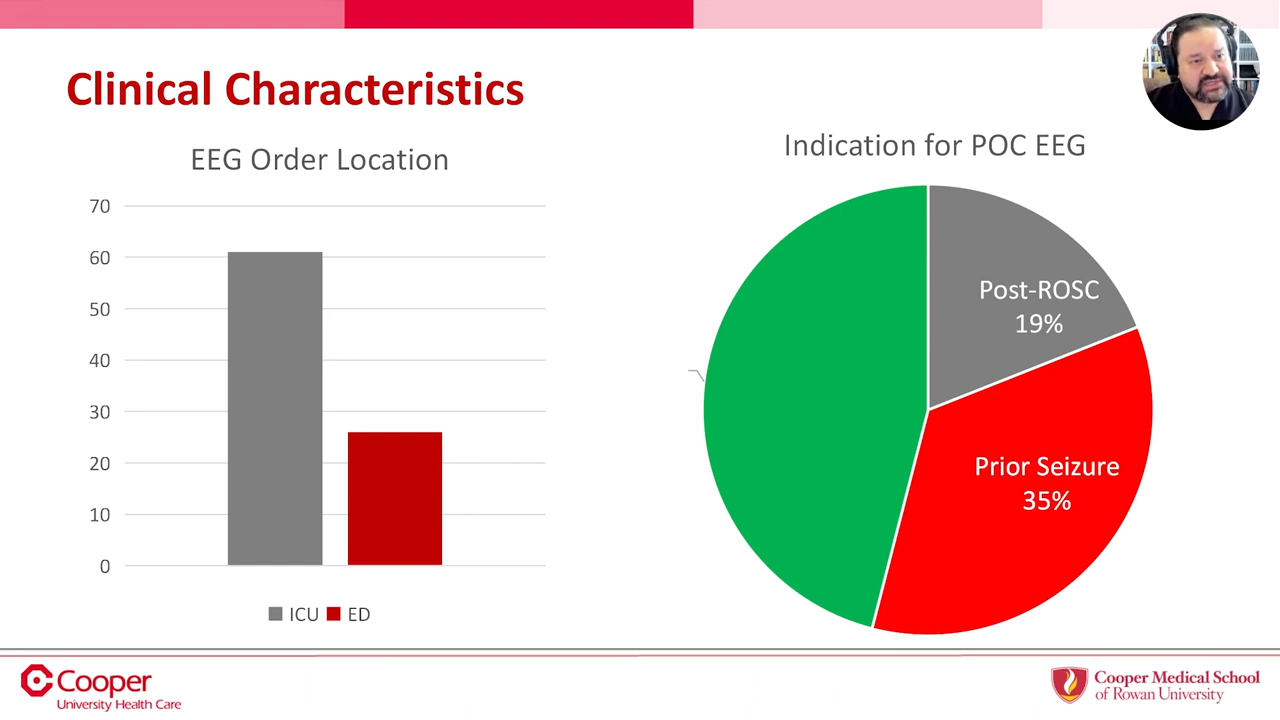 Clinical Characteristics
EEG Order Location
70
60
50
40
30
20
10
0
ICU ED
Indication for POC EEG
Post-ROSC
19%
Prior Seizure
35%
Cooper
University Health Care
Cooper Medical School
of Rowan University